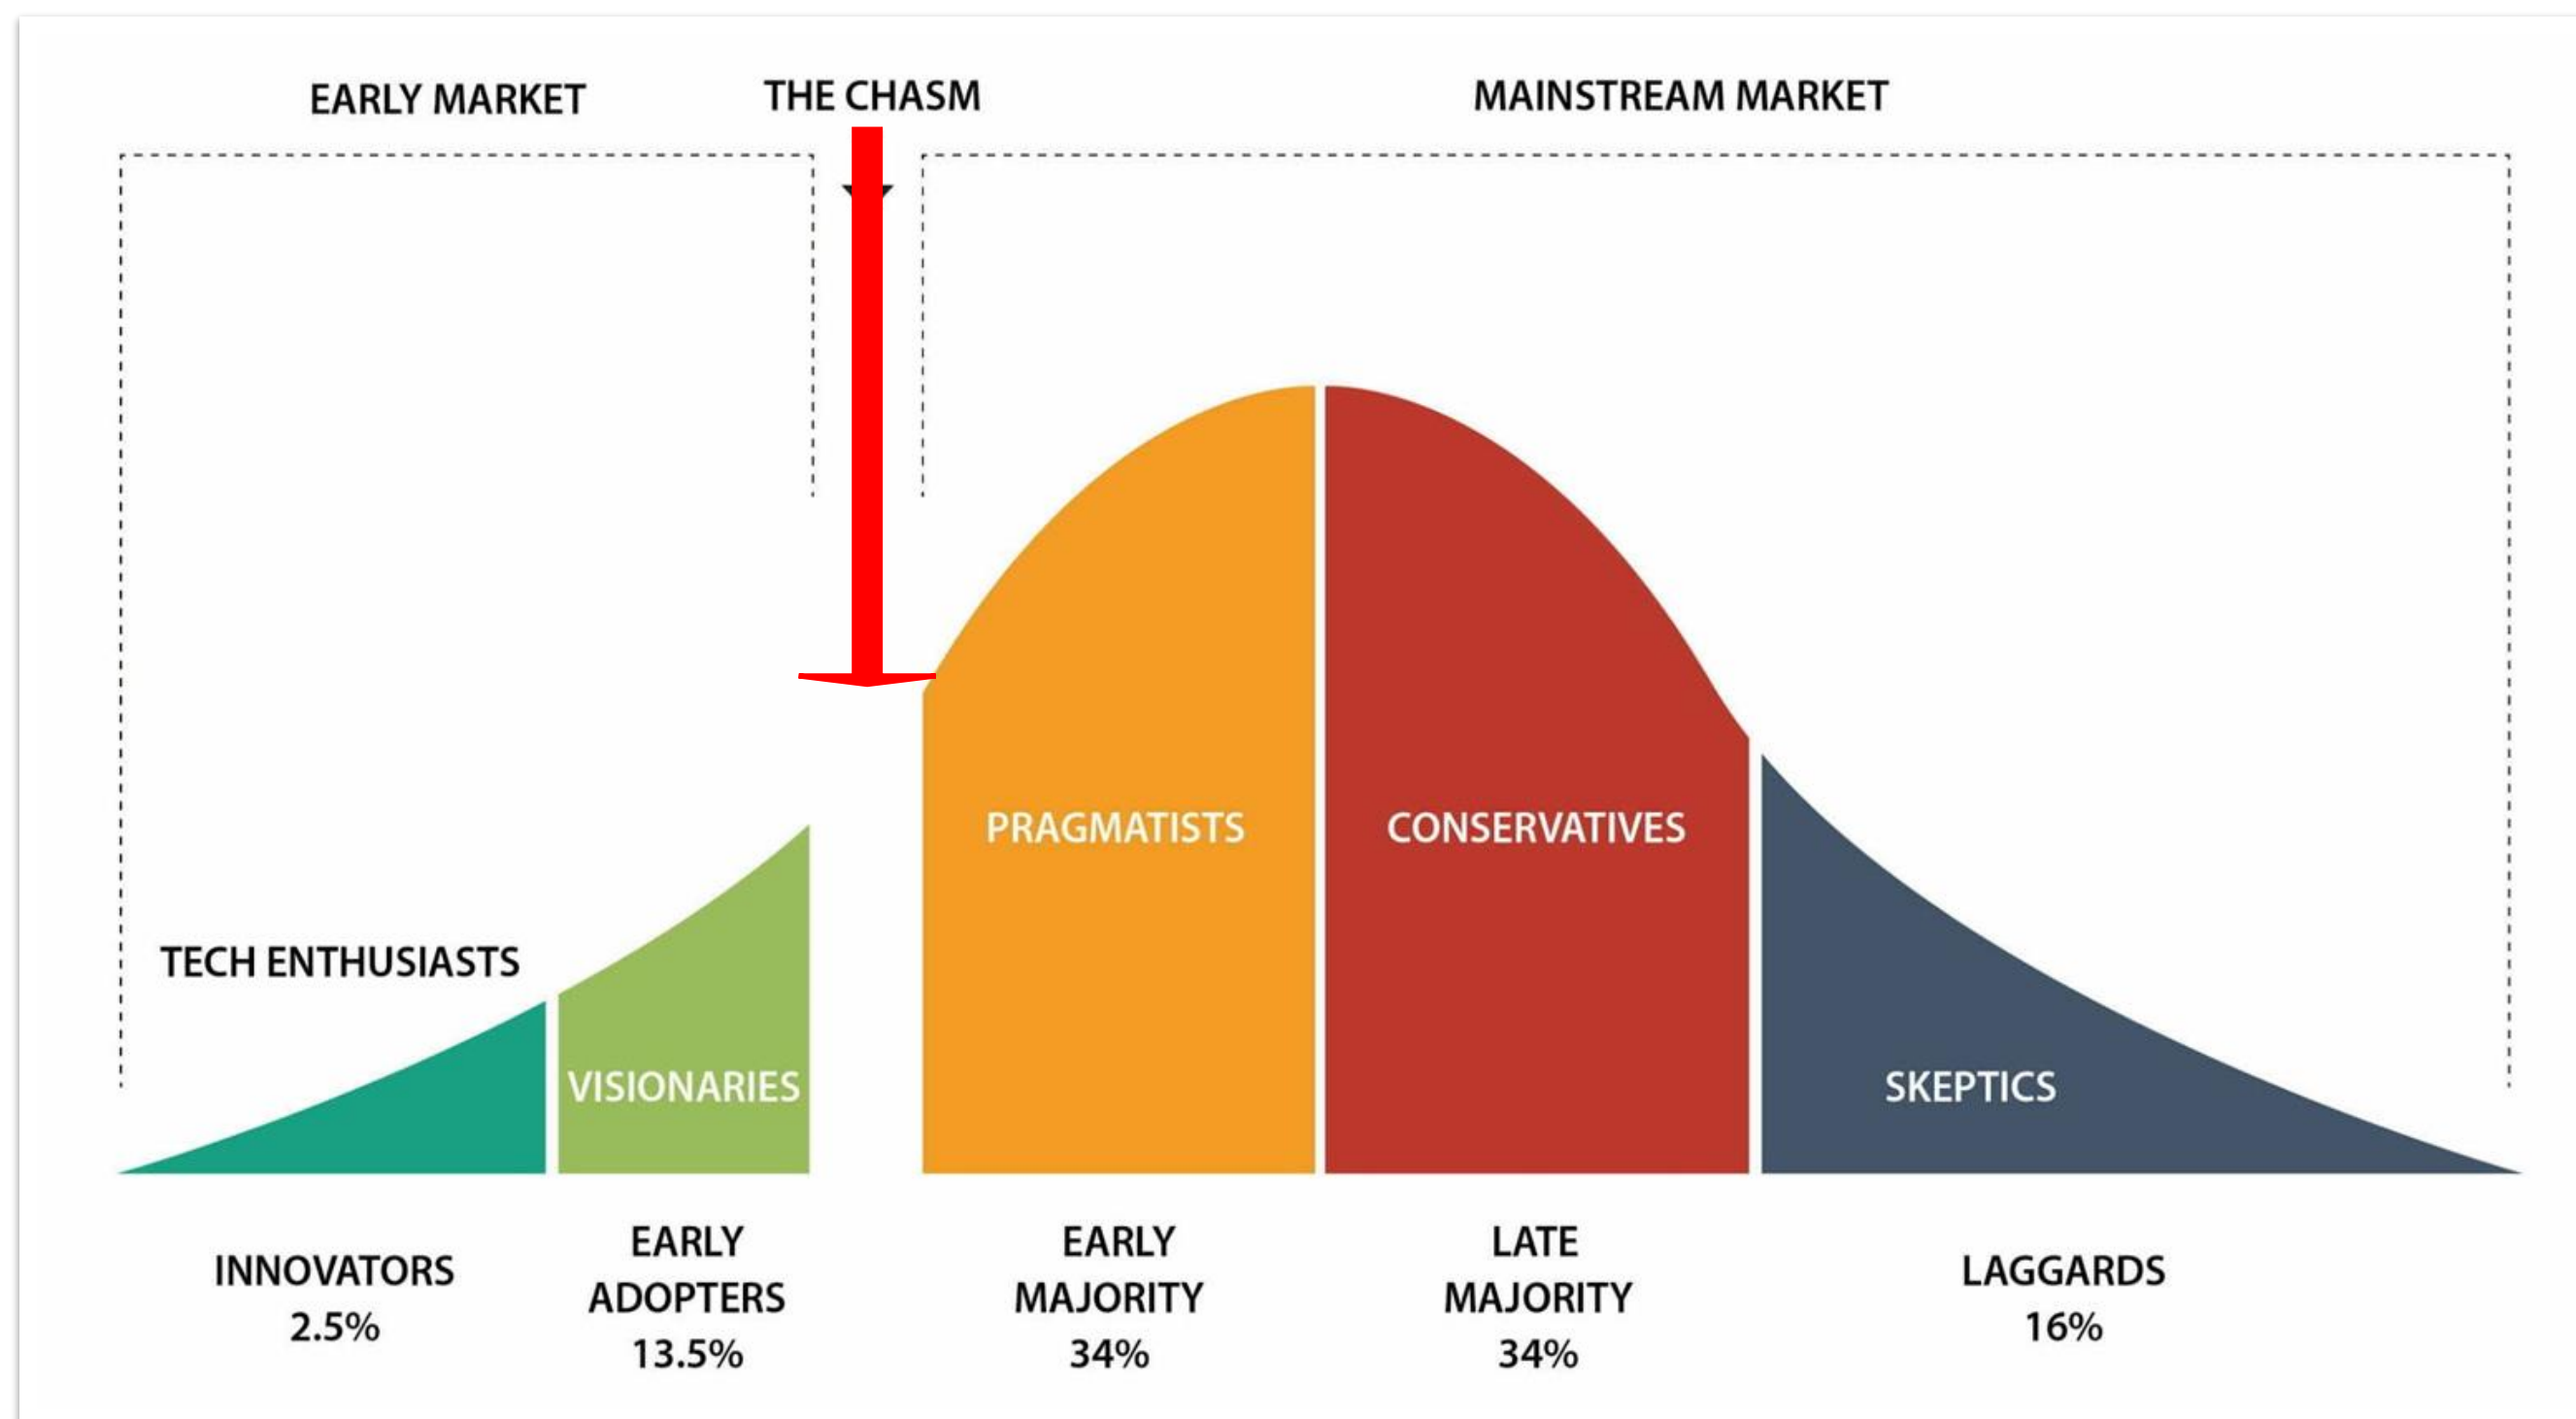 EARLY MARKET
THE CHASM
MAINSTREAM MARKET
PRAGMATISTS
CONSERVATIVES
TECH ENTHUSIASTS
VISIONARIES
SKEPTICS
INNOVATORS
2.5%
EARLY
ADOPTERS
13.5%
EARLY
MAJORITY
34%
LATE
MAJORITY
34%
LAGGARDS
16%